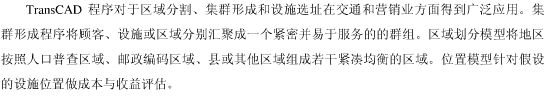 TransCAD 程序对于区域分割、集群形成和设施选址在交通和营销业方面得到广泛应用。集
群形成程序将顾客、设施或区域分别汇聚成一个紧密并易于服务的的群组。区域划分模型将地区
按照人口普查区域、邮政编码区域、县或其他区域组成若干紧凑均衡的区域。位置模型针对假设
的设施位置做成本与收益评估。